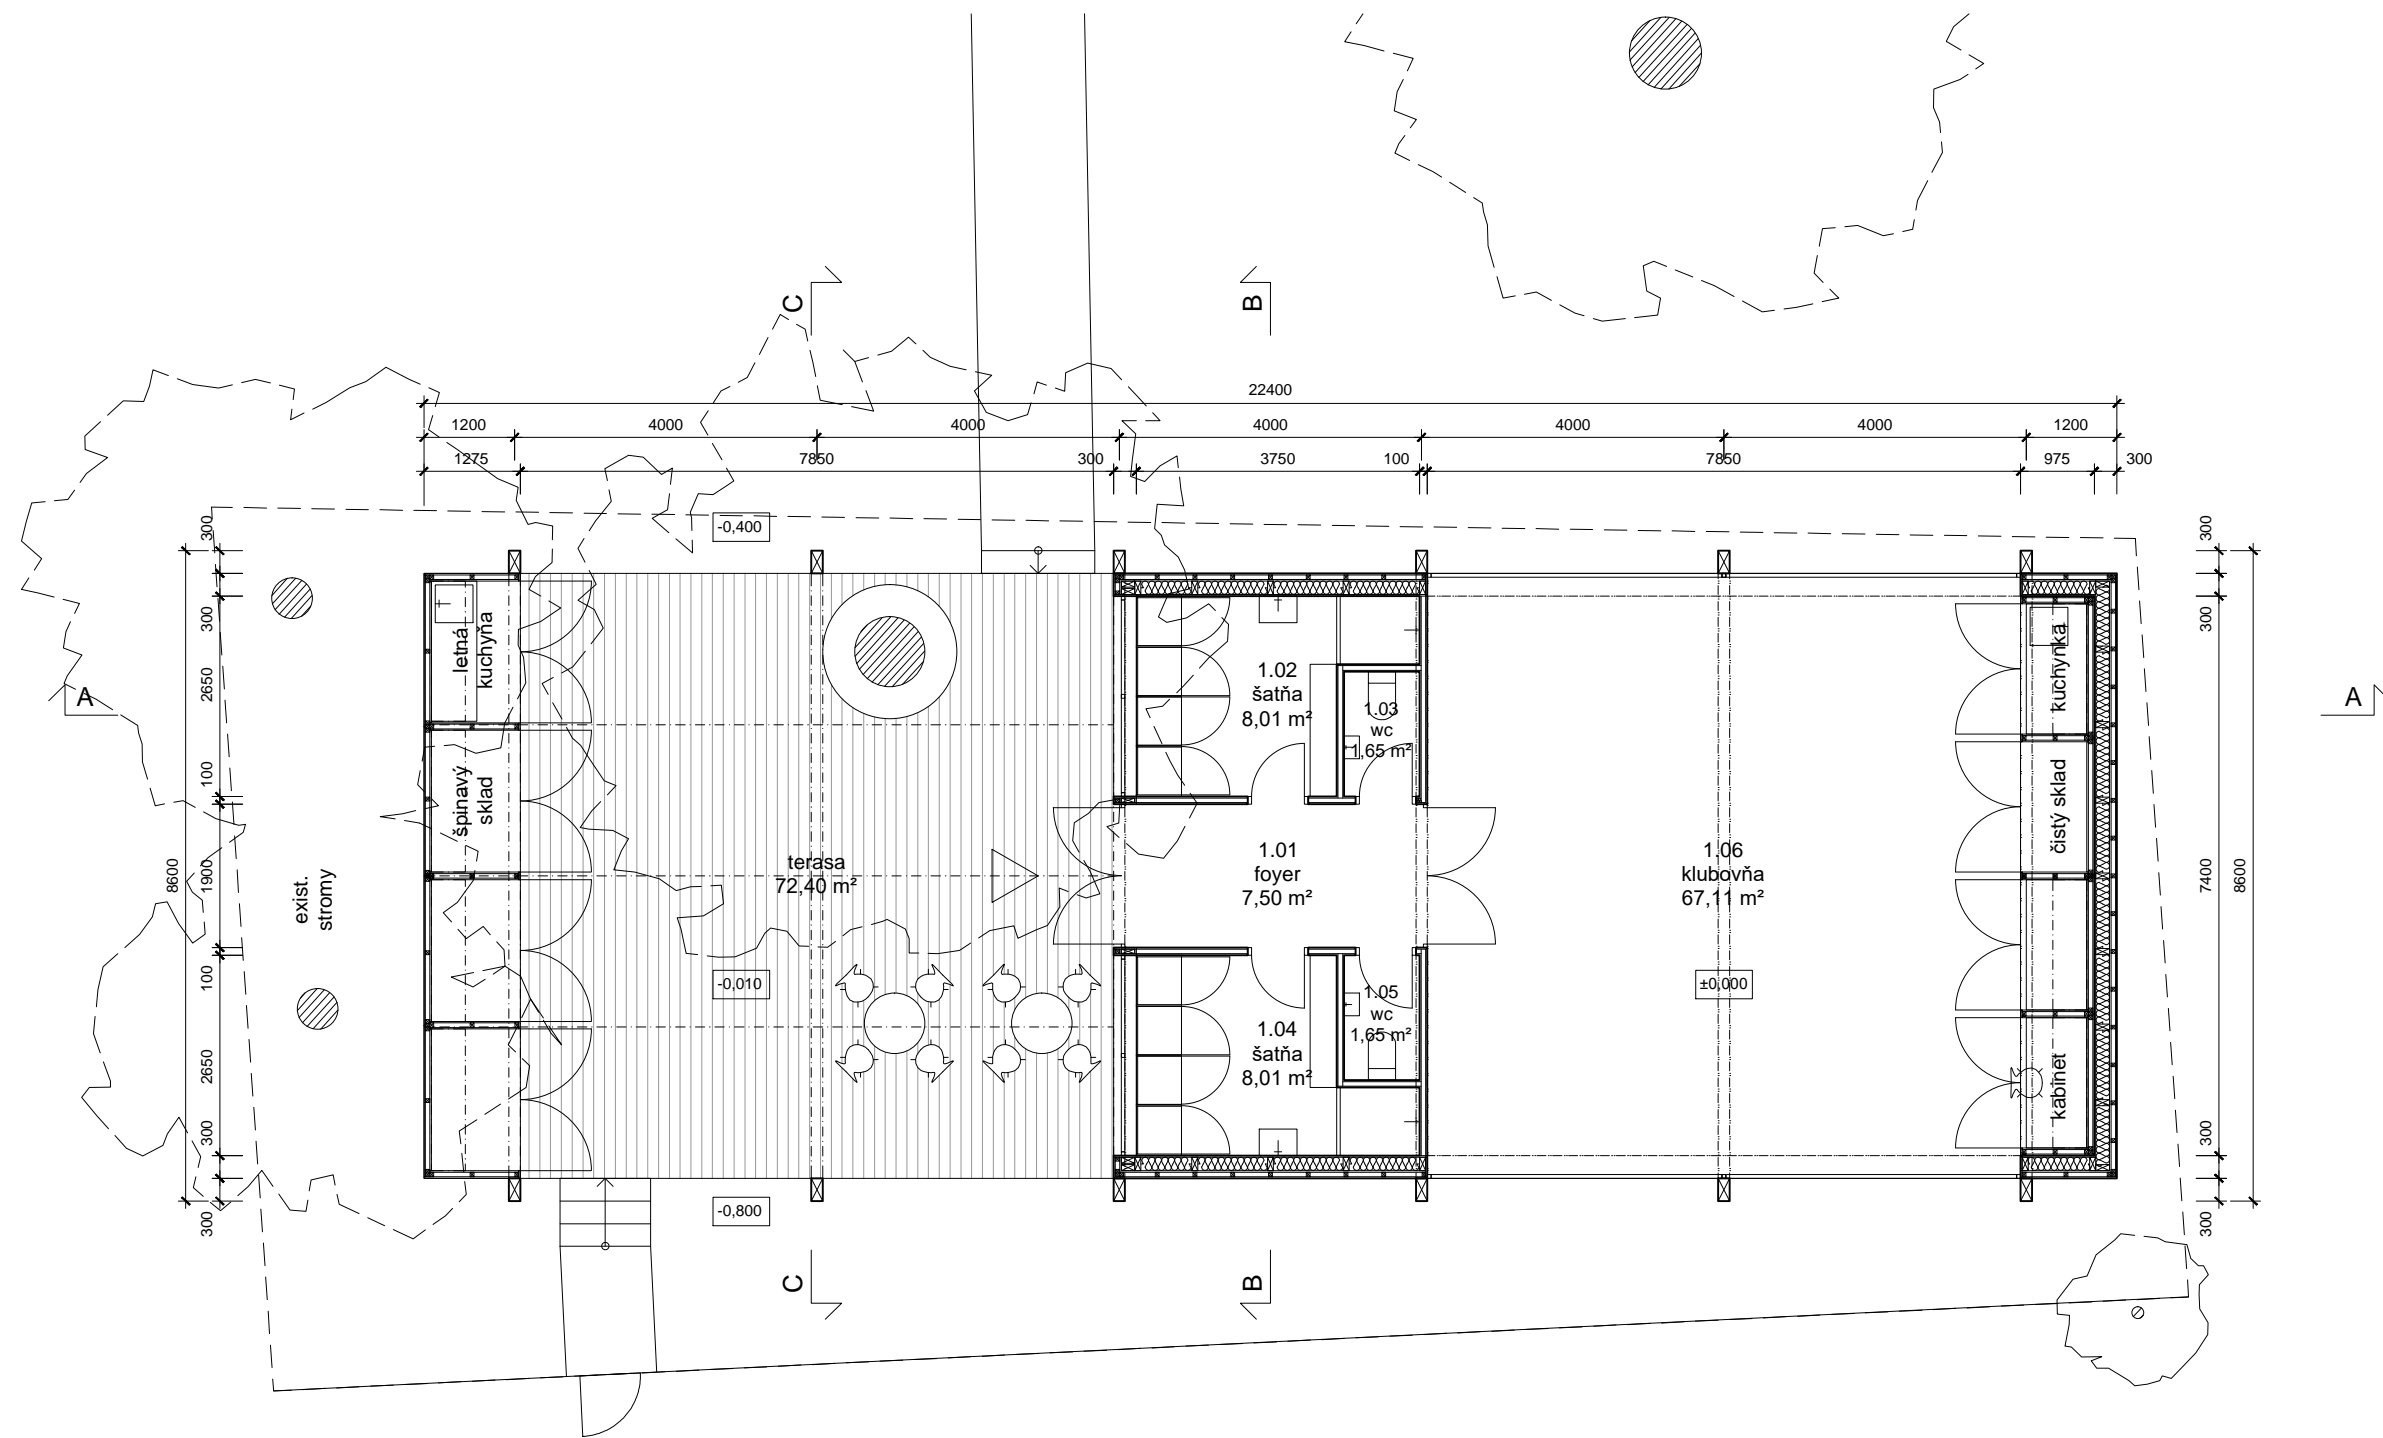 C
B
22400
1200
4000
4000
4000
4000
4000
1200
1275
7850
300
3750
100
7850
975
300
300
-0,400
300
300
letná
kuchyňa
kuchynka
300
300
2650
A
A
1.02
šatňa
8,01 m²
1.03
wc
1,65 m²
100
špinavý
sklad
čistý sklad
8600
1900
exist.
stromy
terasa
72,40 m²
1.01
foyer
7,50 m²
1.06
klubovňa
67,11 m²
7400
8600
100
-0,010
±0,000
1.05
wc
1,65 m²
1.04
šatňa
8,01 m²
2650
kabinet
300
300
300
-0,800
300
C
B